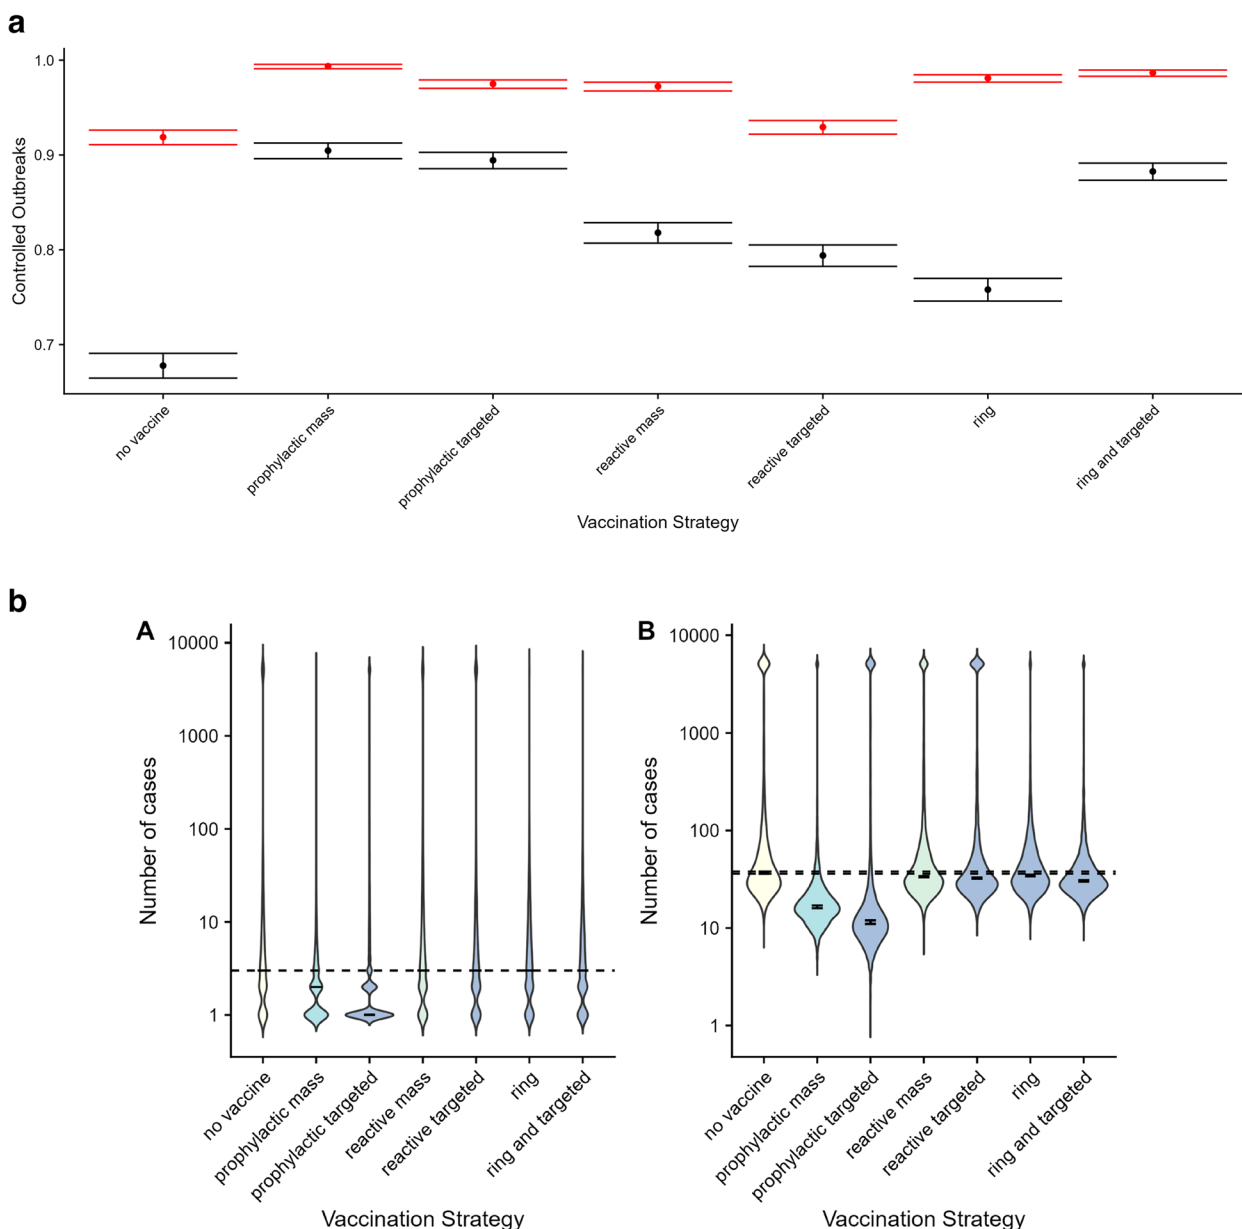 a
1.0
0.9
0.8
0.7
Controlled Outbreaks
no vaccine
prophylactic mass
prophylactic targeted
reactive mass
reactive targeted
ring
ring and targeted
Vaccination Strategy
b
A
10000
1000
100
10
1
Number of cases
no vaccine
prophylactic mass
prophylactic targeted
reactive mass
reactive targeted
ring
ring and targeted
Vaccination Strategy
B
10000
1000
100
10
1
Number of cases
no vaccine
prophylactic mass
prophylactic targeted
reactive mass
reactive targeted
ring
ring and targeted
Vaccination Strategy